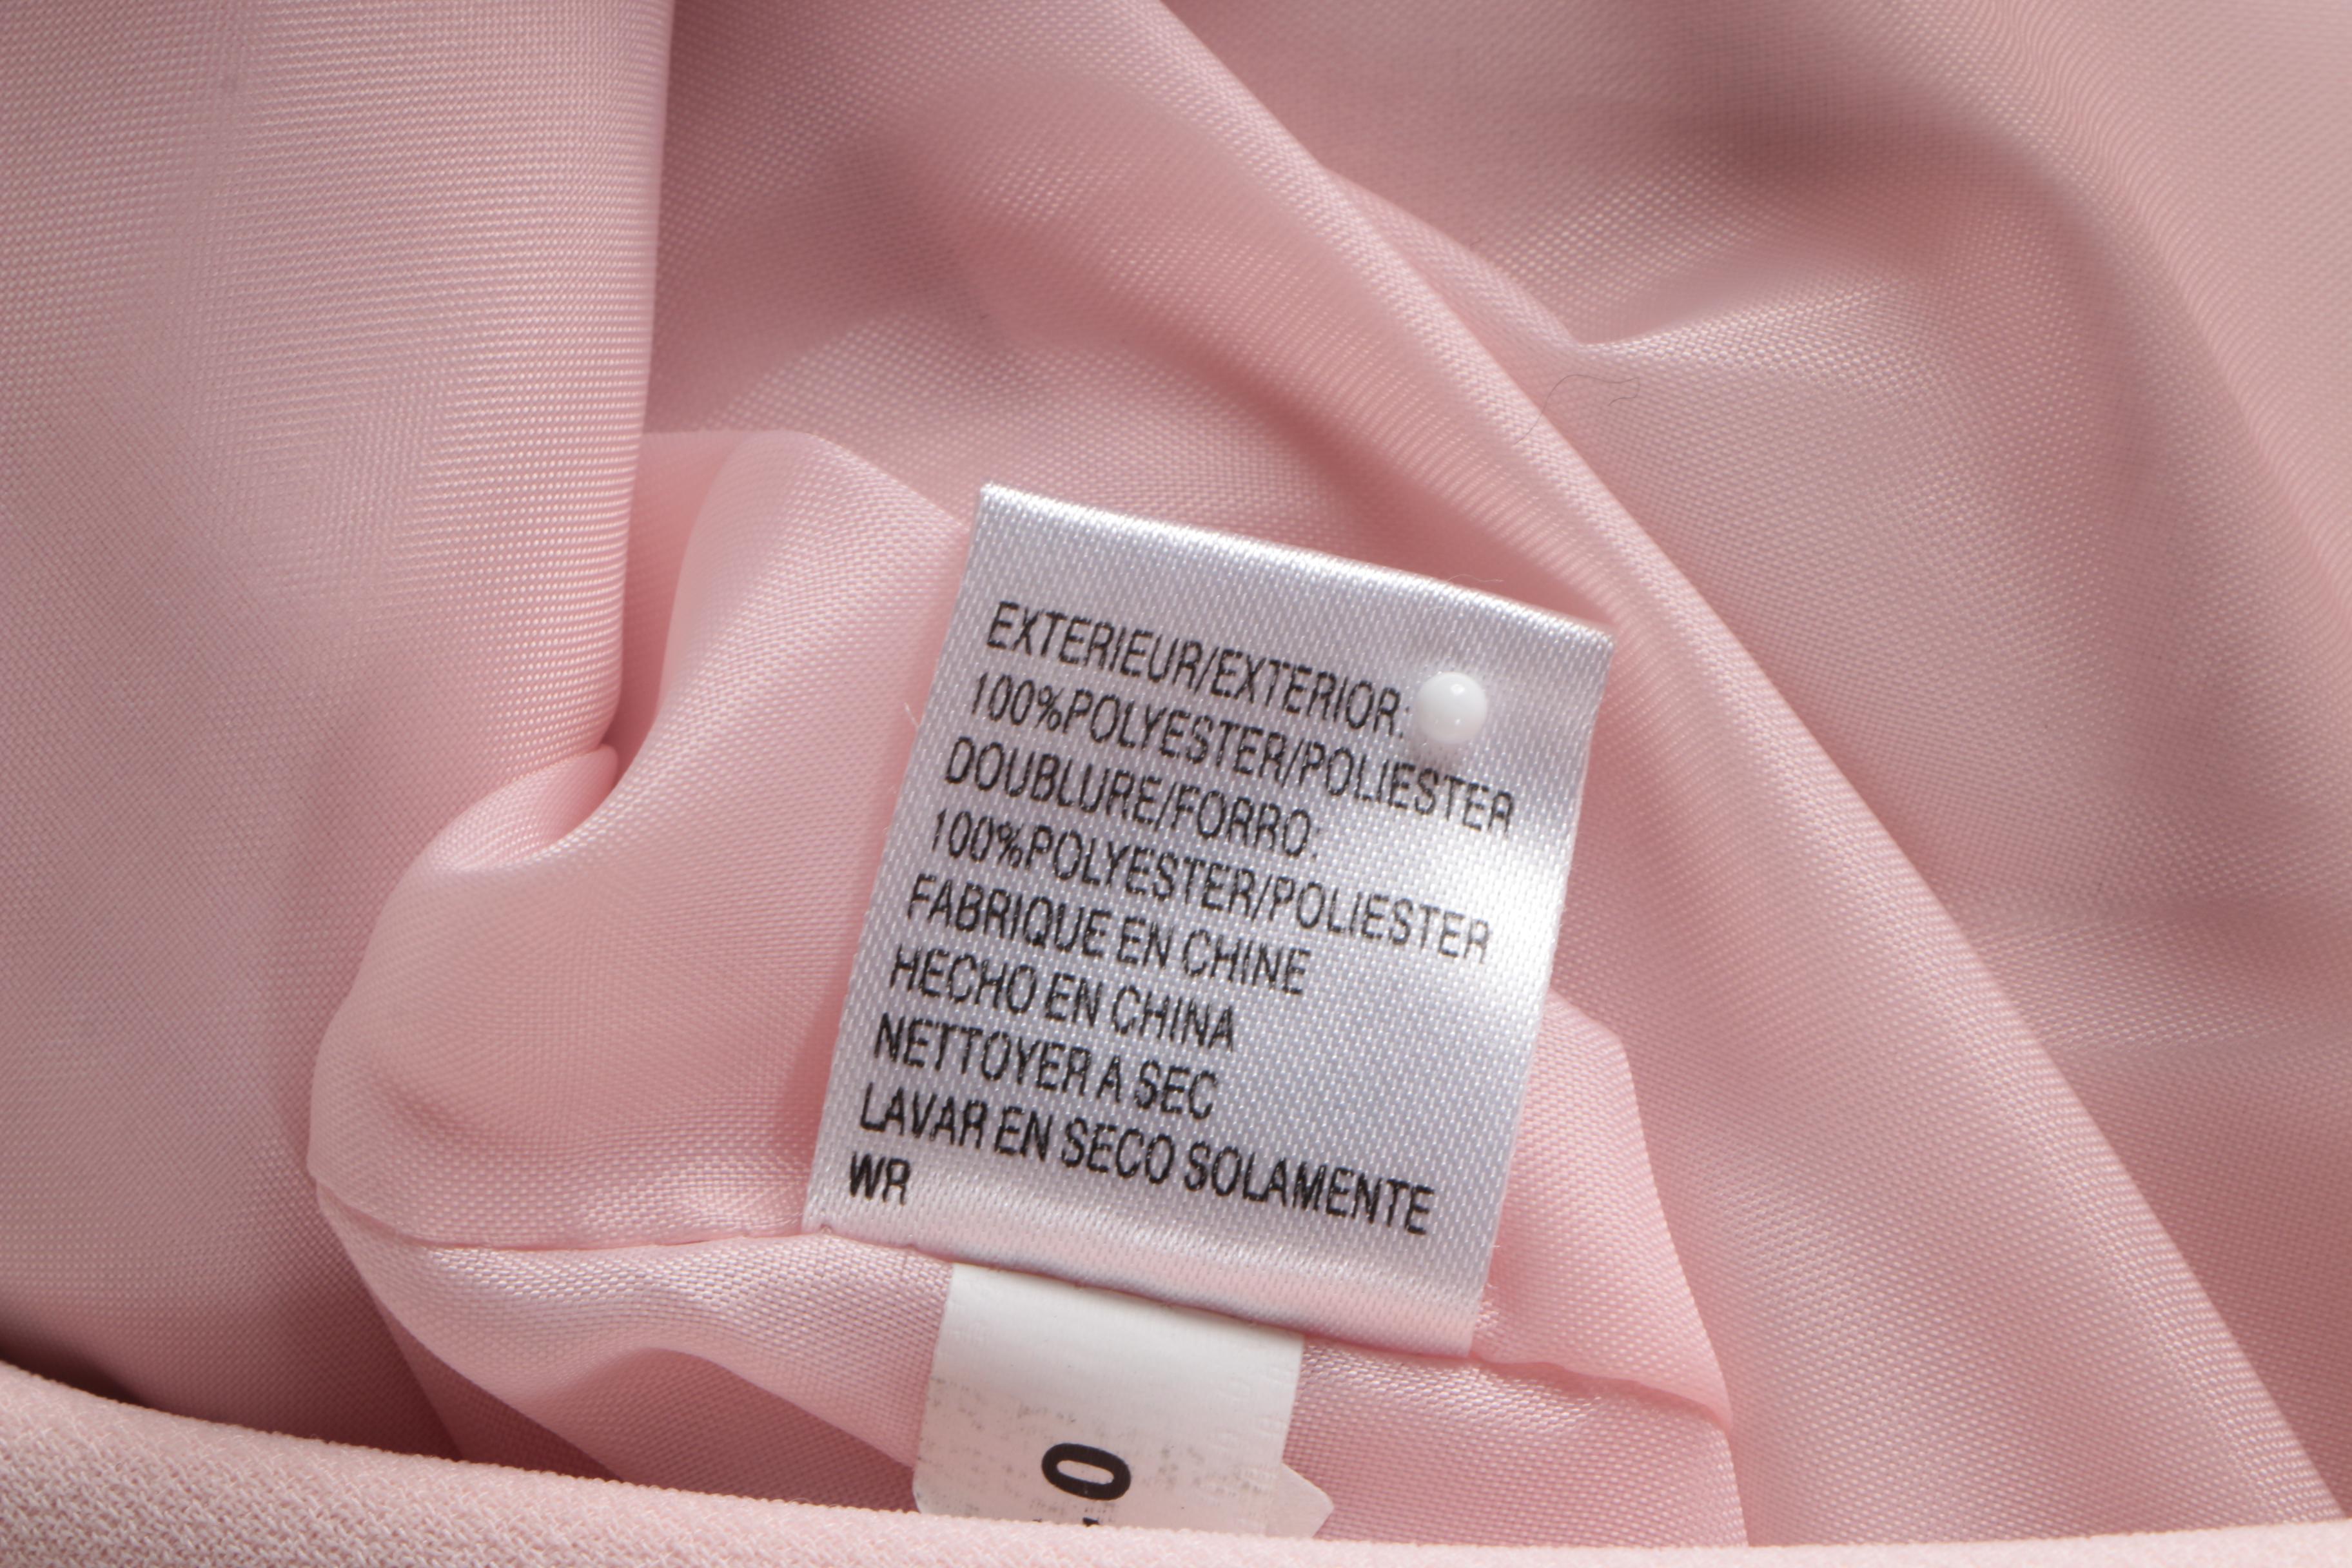 EXTERIEUR/EXTERIOR:
100%POLYESTER/POLIESTER
DOUBLURE/FORRO:
100%POLYESTER/POLIESTER
FABRIQUE EN CHINE
HECHO EN CHINA
NETTOYER A SEC
LAVAR EN SECO SOLAMENTE
WR
0